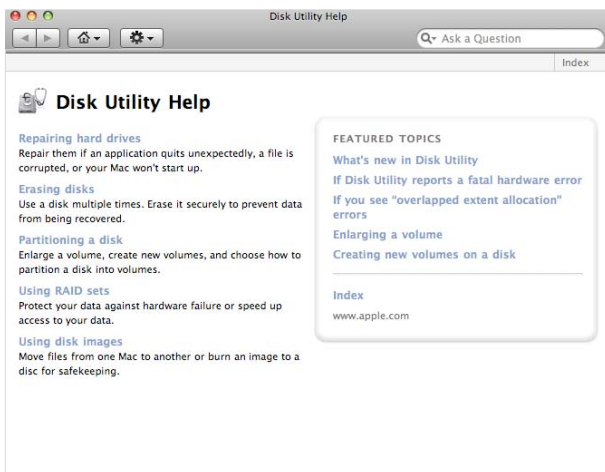 Disk Utility Help
Ask a Question
Index
Disk Utility Help
Repairing hard drives
Repair them if an application quits unexpectedly, a file is
corrupted, or your Mac won't start up.
Erasing disks
Use a disk multiple times. Erase it securely to prevent data
from being recovered.
Partitioning a disk
Enlarge a volume, create new volumes, and choose how to
partition a disk into volumes.
Using RAID sets
Protect your data against hardware failure or speed up
access to your data.
Using disk images
Move files from one Mac to another or burn an image to a
disc for safekeeping.
FEATURED TOPICS
What's new in Disk Utility
If Disk Utility reports a fatal hardware error
If you see "overlapped extent allocation"
errors
Enlarging a volume
Creating new volumes on a disk
Index
www.apple.com